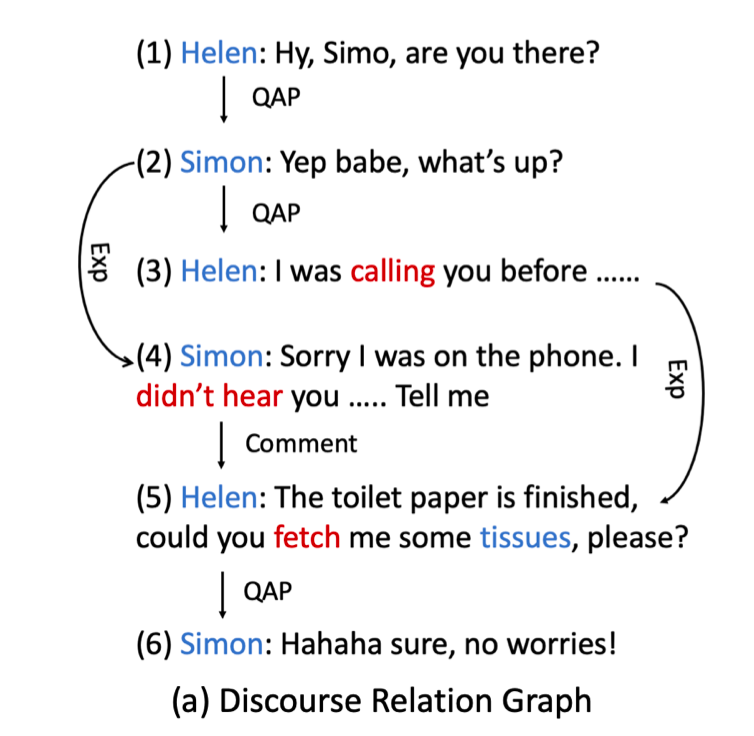 (1) Helen: Hy, Simo, are you there?
QAP
(2) Simon: Yep babe, what's up?
QAP
Exp
(3) Helen: I was calling you before ......
(4) Simon: Sorry I was on the phone. I
didn't hear you ..... Tell me
Exp
Comment
(5) Helen: The toilet paper is finished,
could you fetch me some tissues, please?
QAP
(6) Simon: Hahaha sure, no worries!
(a) Discourse Relation Graph